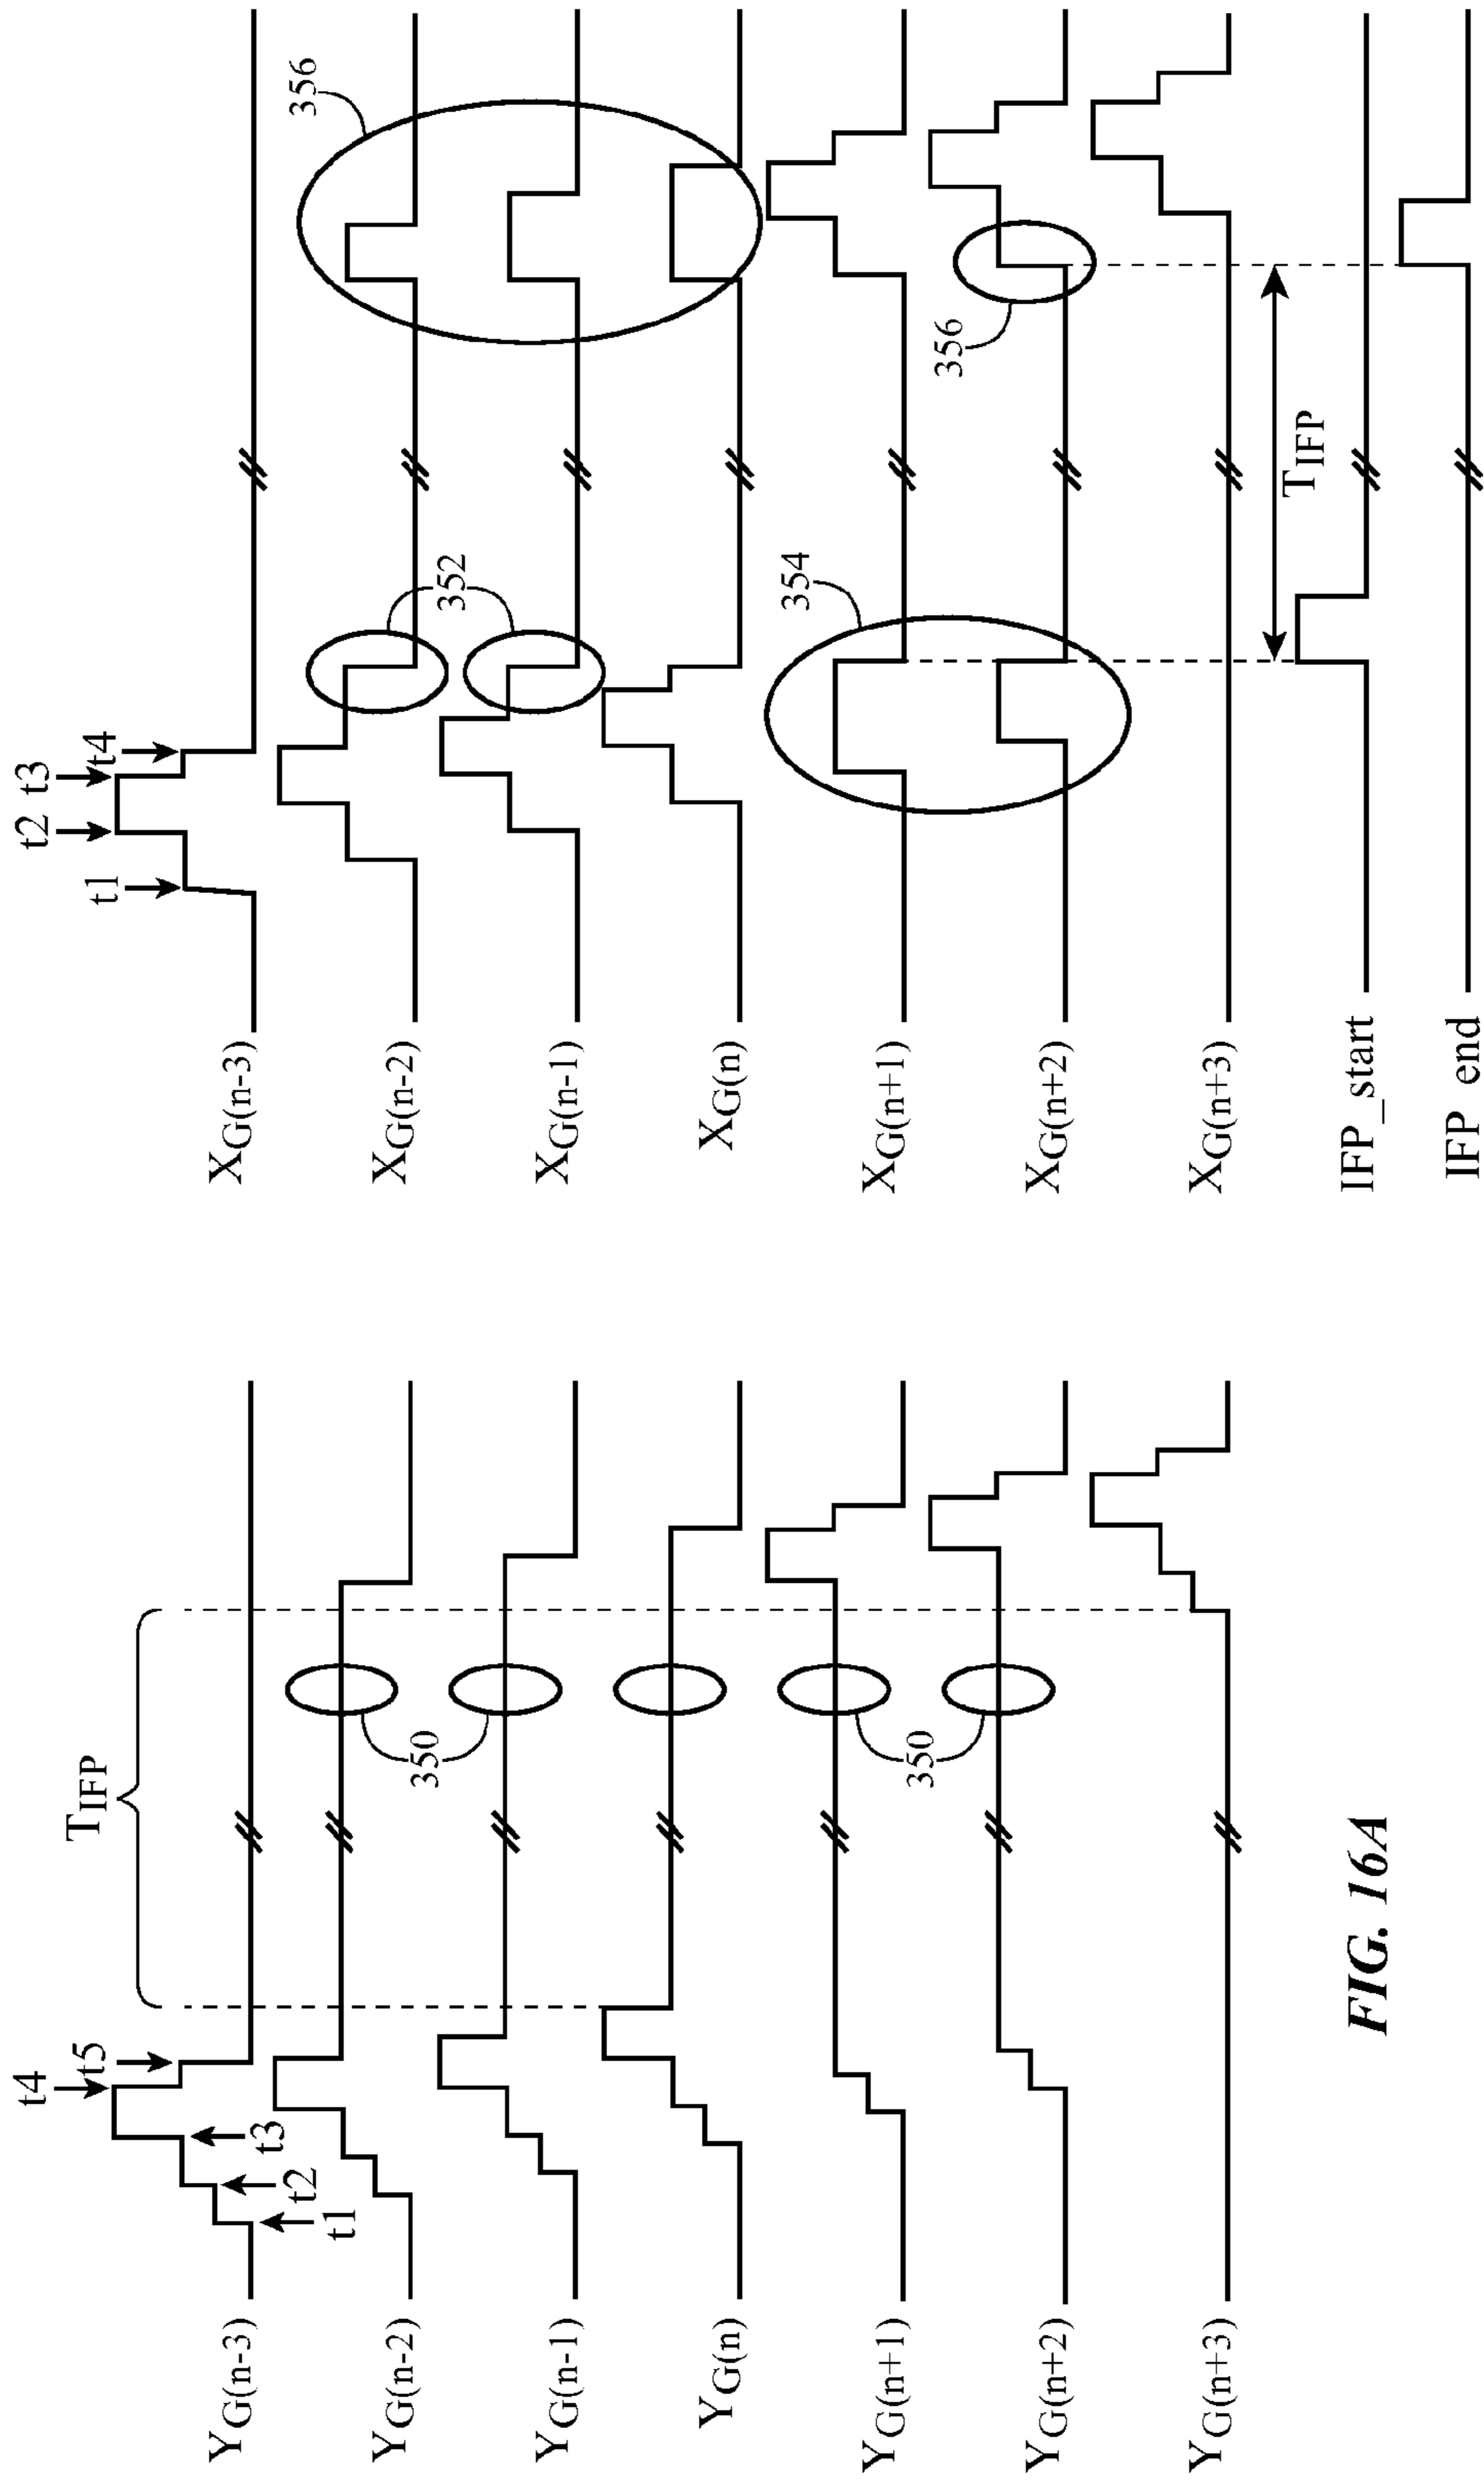 T_IFP
t4
t5
t3
t2
t1
Y_G(n-3)
Y_G(n-2)
350
Y_G(n-1)
Y_G(n)
Y_G(n+1)
350
Y_G(n+2)
Y_G(n+3)
FIG. 16A
t2 t3
t1
t4
X_G(n-3)
356
X_G(n-2)
352
X_G(n-1)
X_G(n)
354
X_G(n+1)
356
X_G(n+2)
X_G(n+3)
T_IFP
IFP_start
IFP end